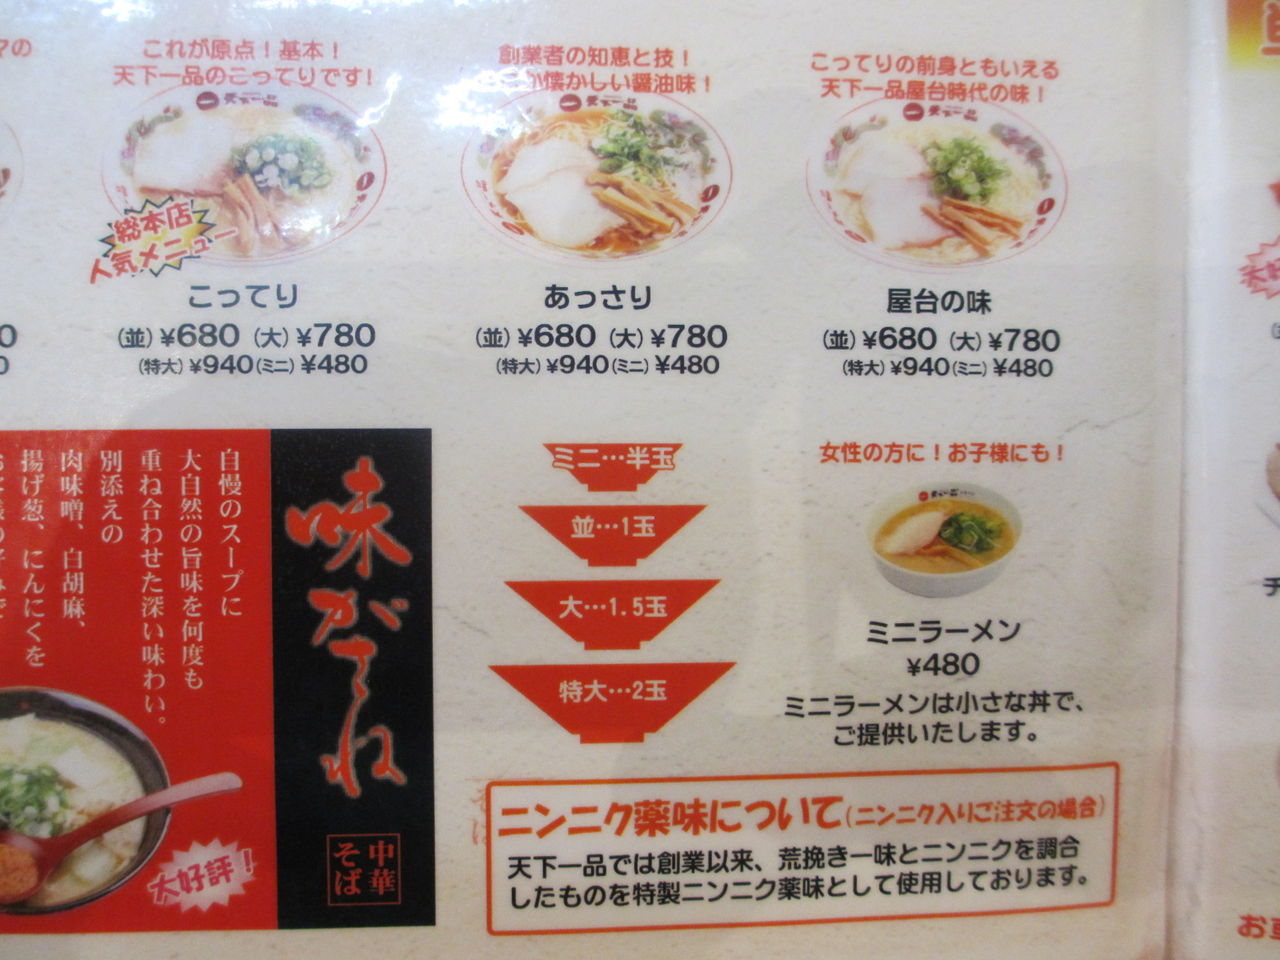 マの
これが原点！基本！
天下一品のこってりです！
天下一品
総本店
人気メニュー
こってり
(並) ¥680 (大) ¥780
(特大) ¥940 (ミニ) ¥480
創業者の知恵と技！
懐かしい醤油味！
天下一品
あっさり
(並) ¥680 (大) ¥780
(特大) ¥940 (ミニ) ¥480
こってりの前身ともいえる
天下一品屋台時代の味！
天下一品
屋台の味
(並) ¥680 (大) ¥780
(特大) ¥940 (ミニ) ¥480
味がさね
中華
そば
自慢のスープに
大自然の旨味を何度も
重ね合わせた深い味わい。
別添えの
肉味噌、白胡麻、
揚げ葱、にんにくを
大好評！
ミニ…半玉
並…1玉
大…1.5玉
特大…2玉
女性の方に！お子様にも！
ミニラーメン
¥480
ミニラーメンは小さな丼で、
ご提供いたします。
ニンニク薬味について(ニンニク入りご注文の場合)
天下一品では創業以来、荒挽き一味とニンニクを調合
したものを特製ニンニク薬味として使用しております。